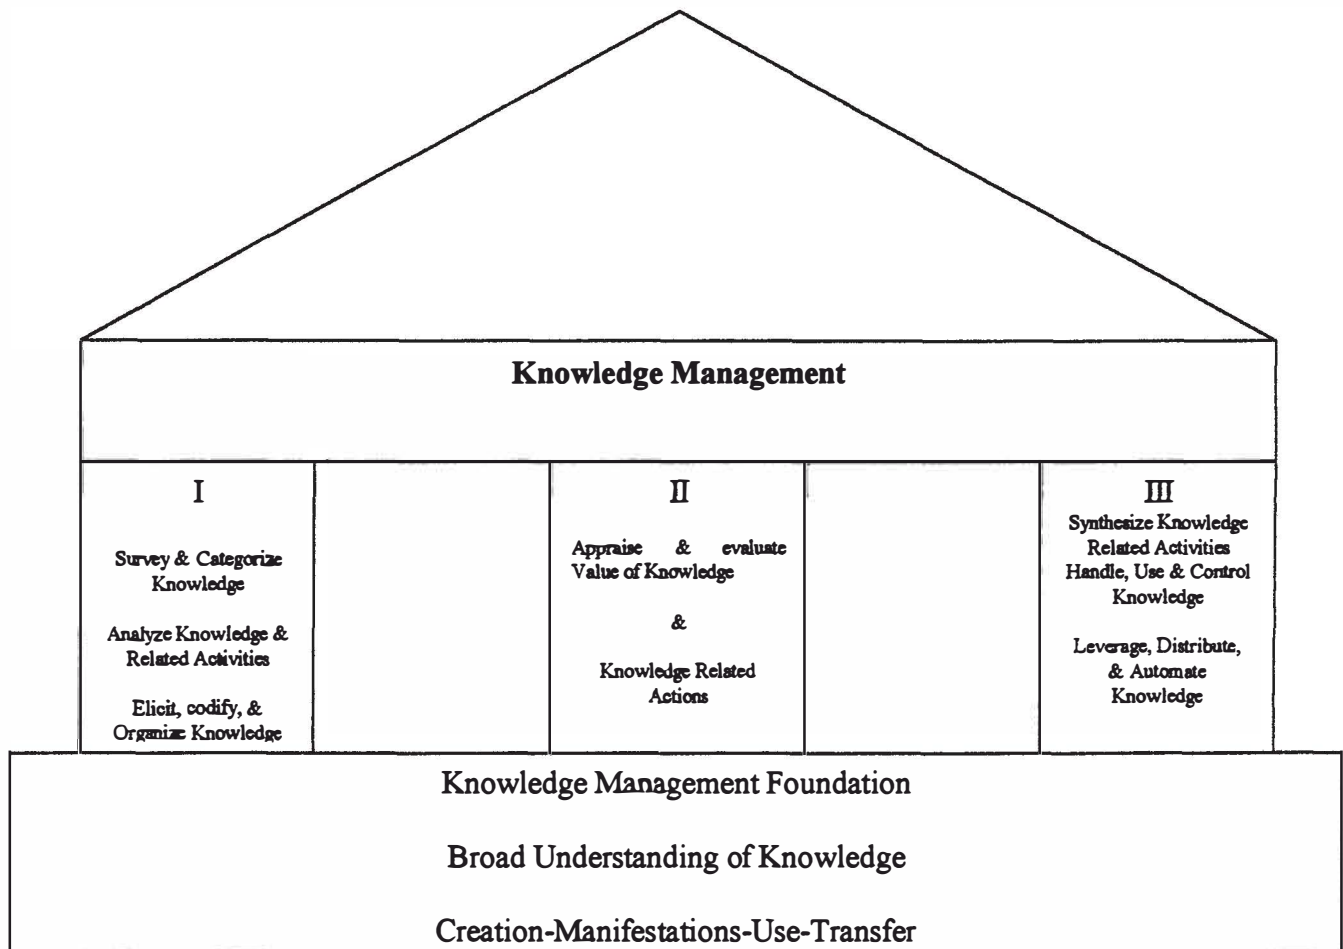 Knowledge Management
I
Survey & Categorize
Knowledge
Analyze Knowledge &
Related Activities
Elicit, codify, &
Organize Knowledge
II
Appraise & evaluate
Value of Knowledge
&
Knowledge Related
Actions
III
Synthesize Knowledge
Related Activities
Handle, Use & Control
Knowledge
Leverage, Distribute,
& Automate
Knowledge
Knowledge Management Foundation
Broad Understanding of Knowledge
Creation-Manifestations-Use-Transfer